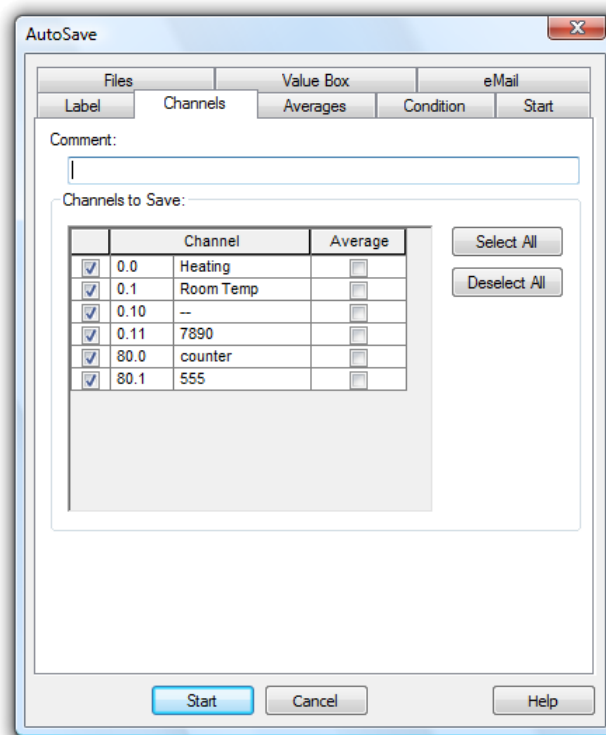 AutoSave
Files Value Box eMail
Label Channels Averages Condition Start
Comment:
Channels to Save:
Channel Average
0.0 Heating
0.1 Room Temp
0.10 --
0.11 7890
80.0 counter
80.1 555
Select All
Deselect All
Start Cancel Help